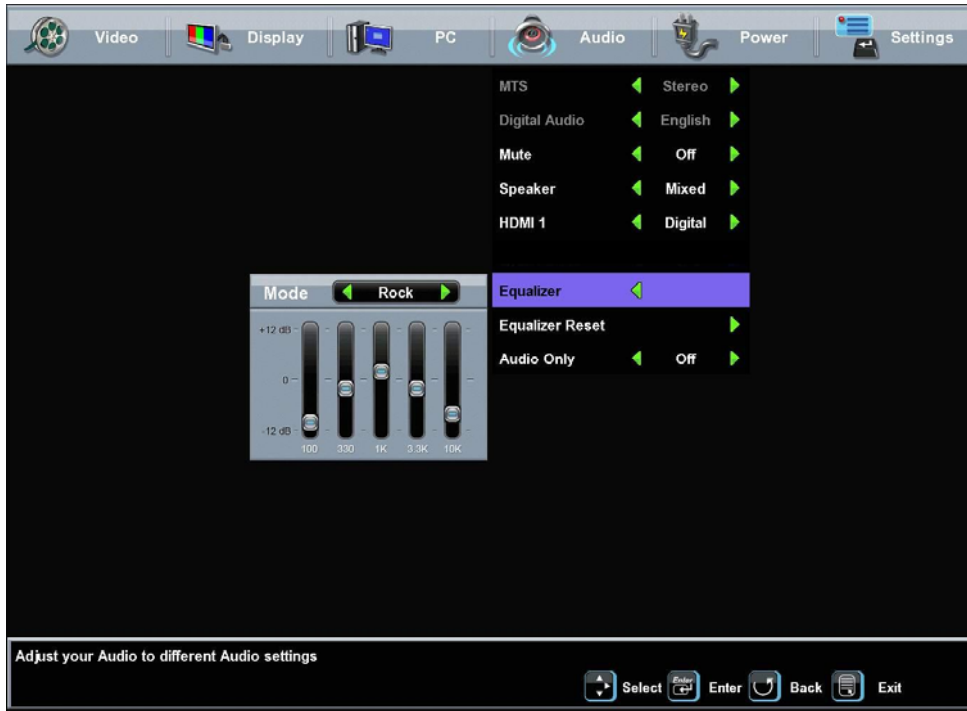 Video Display PC Audio Power Settings
MTS Stereo
Digital Audio English
Mute Off
Speaker Mixed
HDMI 1 Digital
Equalizer
Equalizer Reset
Audio Only Off
Mode Rock
+12 dB
0
-12 dB
100 330 1K 3.3K 10K
Adjust your Audio to different Audio settings
Select Enter Enter Back Exit